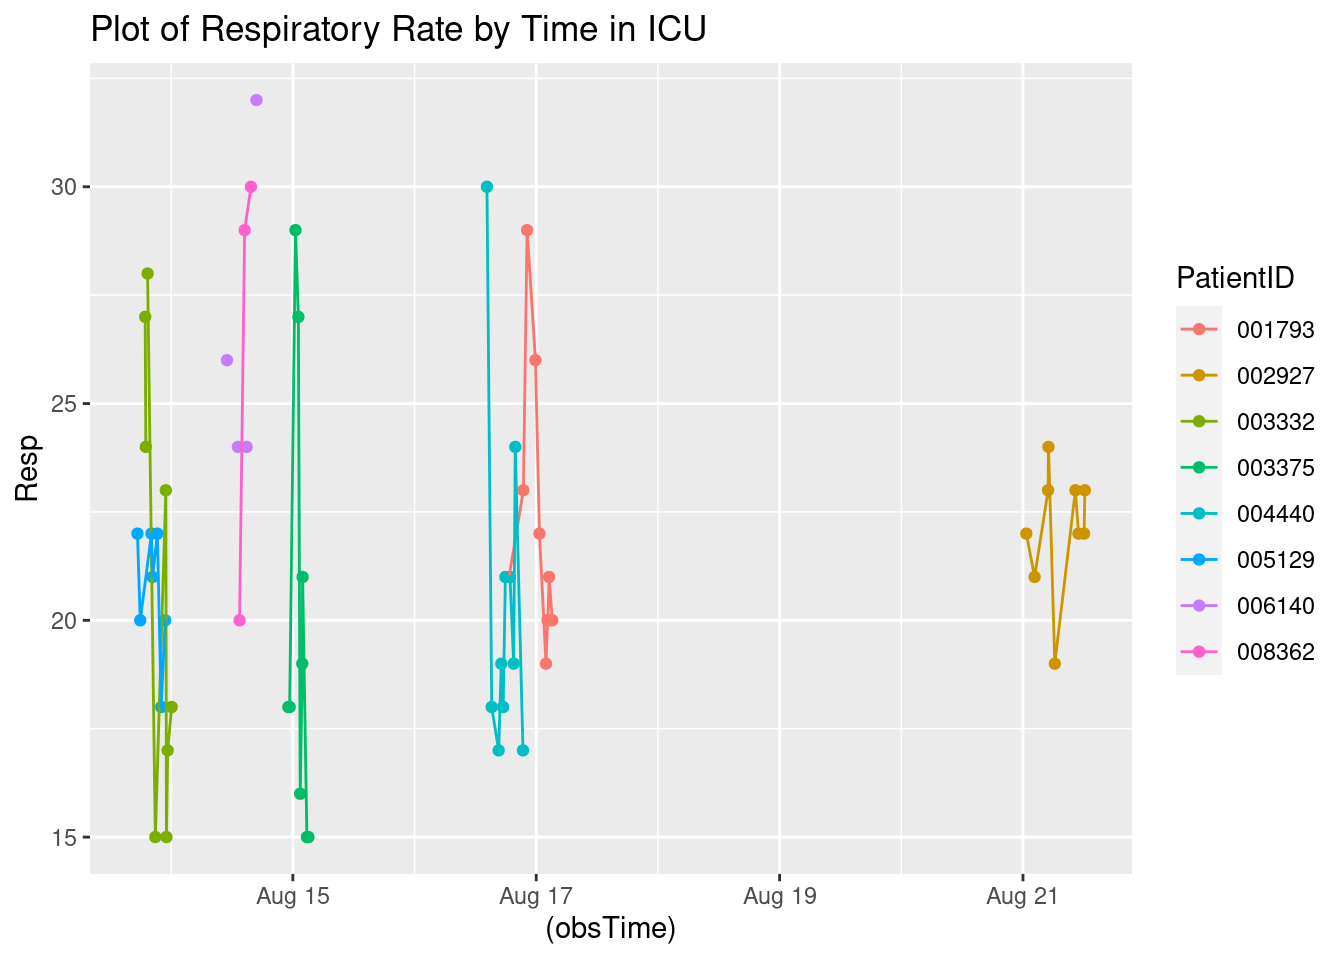 Plot of Respiratory Rate by Time in ICU
Resp
30
25
20
15
Aug 15
Aug 17
Aug 19
Aug 21
(obsTime)
PatientID
001793
002927
003332
003375
004440
005129
006140
008362